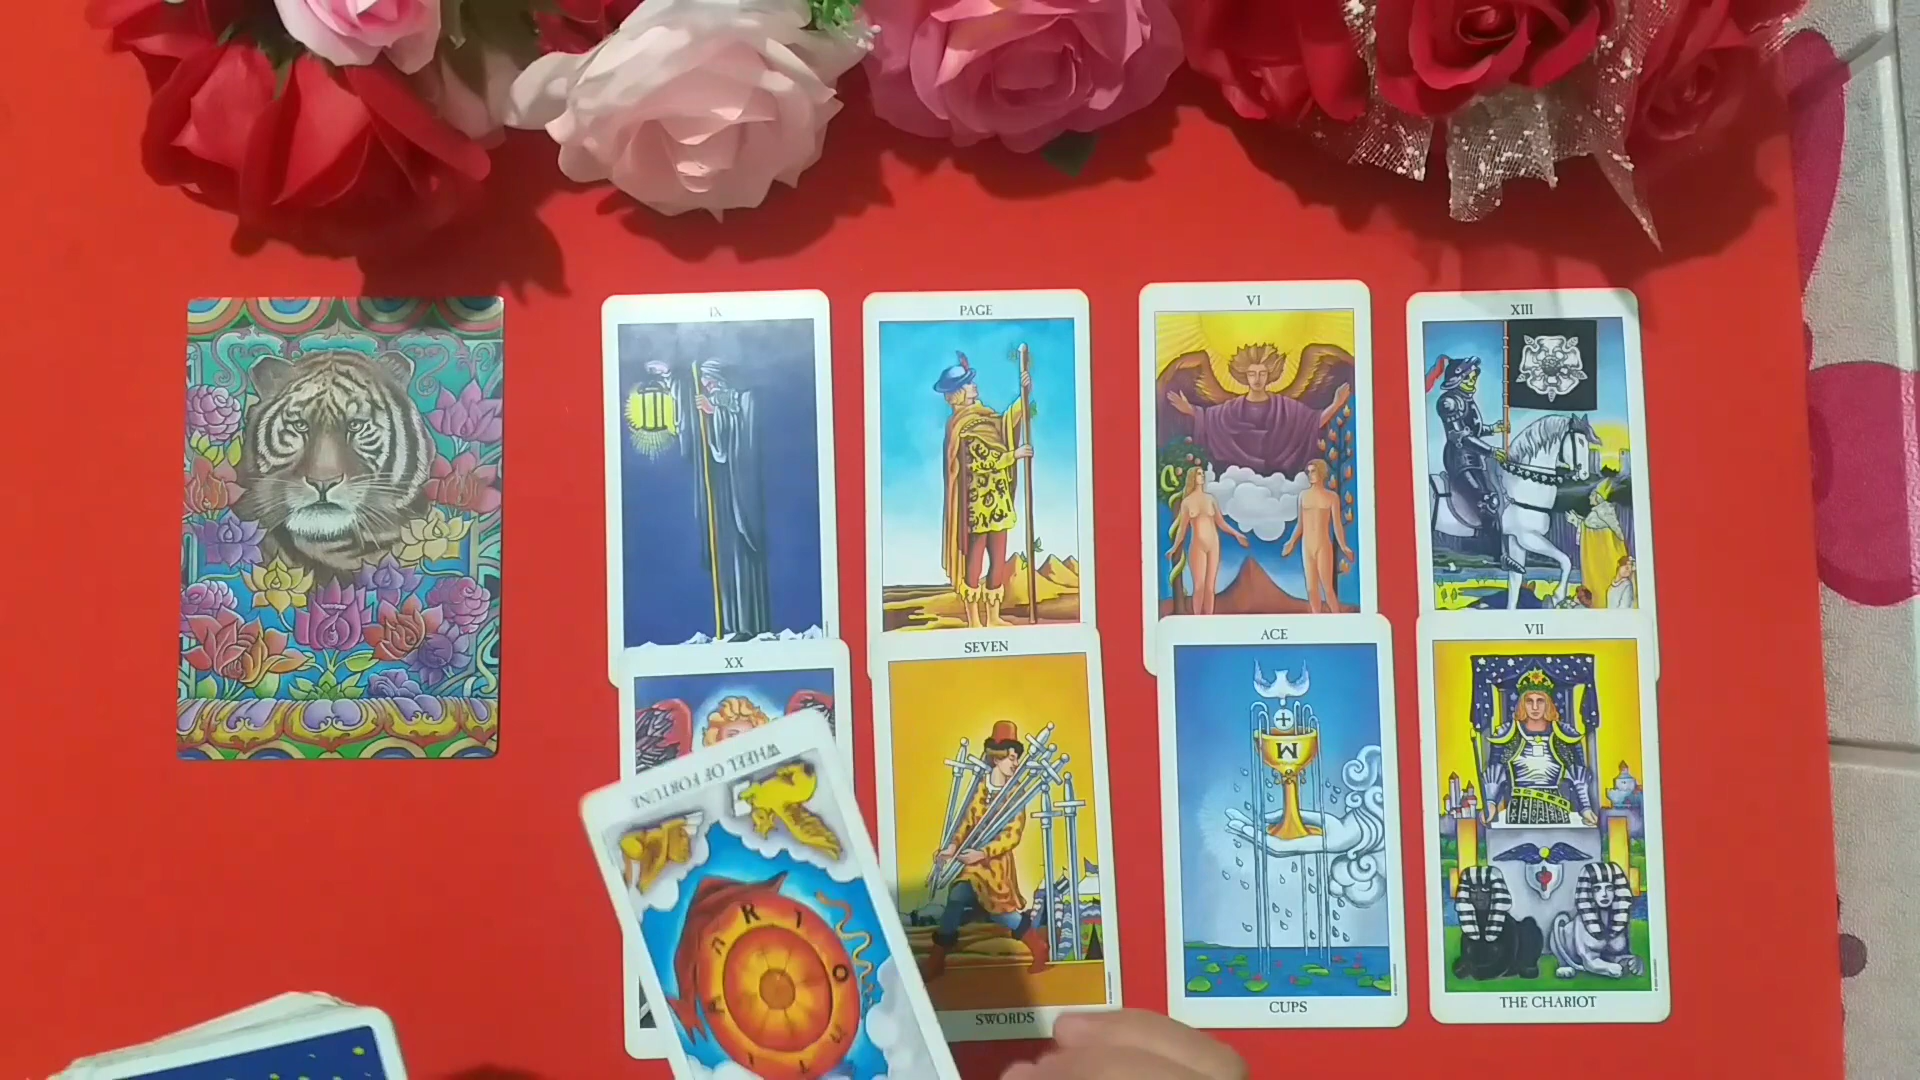 IX
PAGE
VI
XIII
XX
SEVEN
ACE
VII
WHEEL OF FORTUNE
M
SWORDS
CUPS
THE CHARIOT